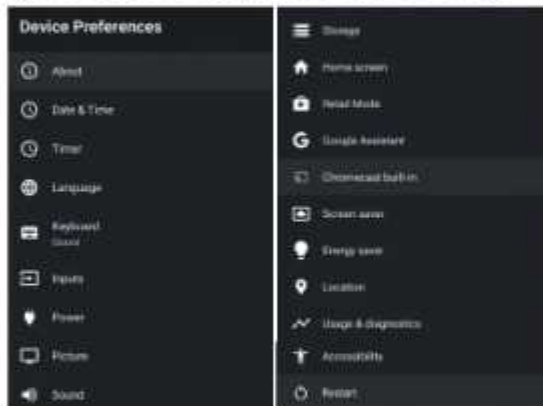 Device Preferences
About
Date & Time
Timer
Language
Keyboard
Gboard
Inputs
Power
Picture
Sound
Storage
Home screen
Retail Mode
Google Assistant
Chromecast built-in
Screen saver
Energy saver
Location
Usage & diagnostics
Accessibility
Restart